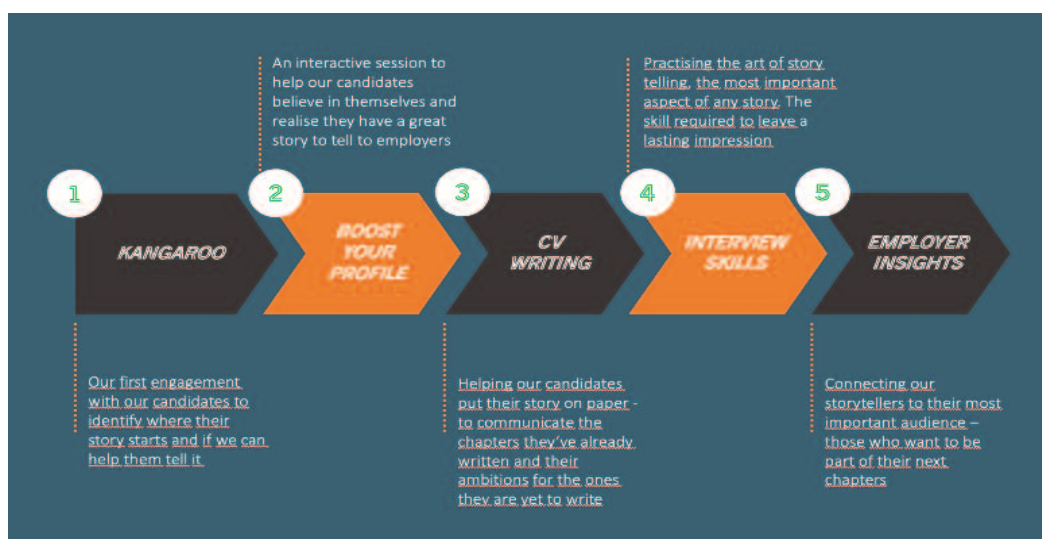 An interactive session to
help our candidates
believe in themselves and
realise they have a great
story to tell to employers
Practising the art of story
telling, the most important
aspect of any story. The
skill required to leave a
lasting impression
1
KANGAROO
2
BOOST
YOUR
PROFILE
3
CV
WRITING
4
INTERVIEW
SKILLS
5
EMPLOYER
INSIGHTS
Our first engagement
with our candidates to
identify where their
story starts and if we can
help them tell it
Helping our candidates
put their story on paper -
to communicate the
chapters they've already
written and their
ambitions for the ones
they are yet to write
Connecting our
storytellers to their most
important audience –
those who want to be
part of their next
chapters